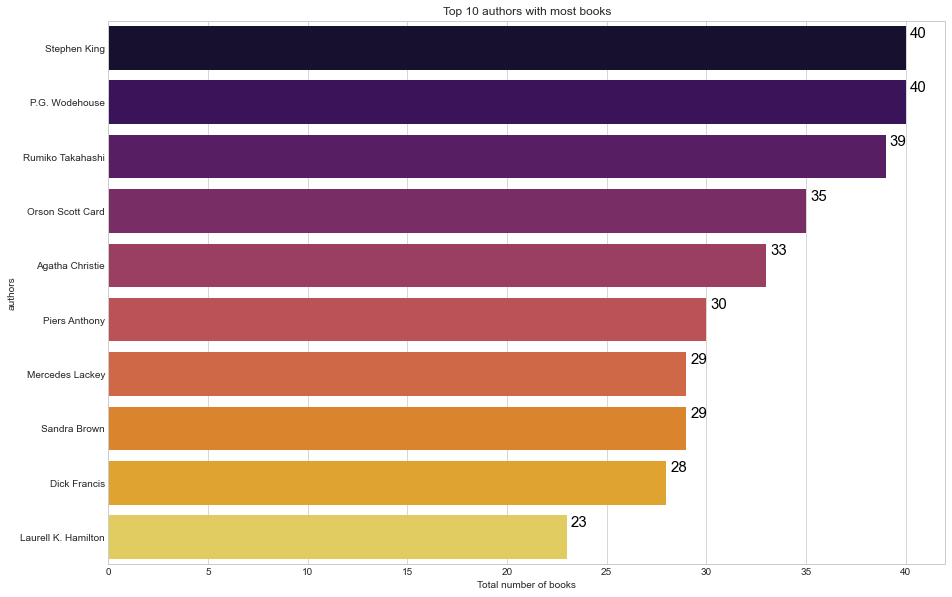 Top 10 authors with most books
authors
Stephen King
40
P.G. Wodehouse
40
Rumiko Takahashi
39
Orson Scott Card
35
Agatha Christie
33
Piers Anthony
30
Mercedes Lackey
29
Sandra Brown
29
Dick Francis
28
Laurell K. Hamilton
23
0 5 10 15 20 25 30 35 40
Total number of books